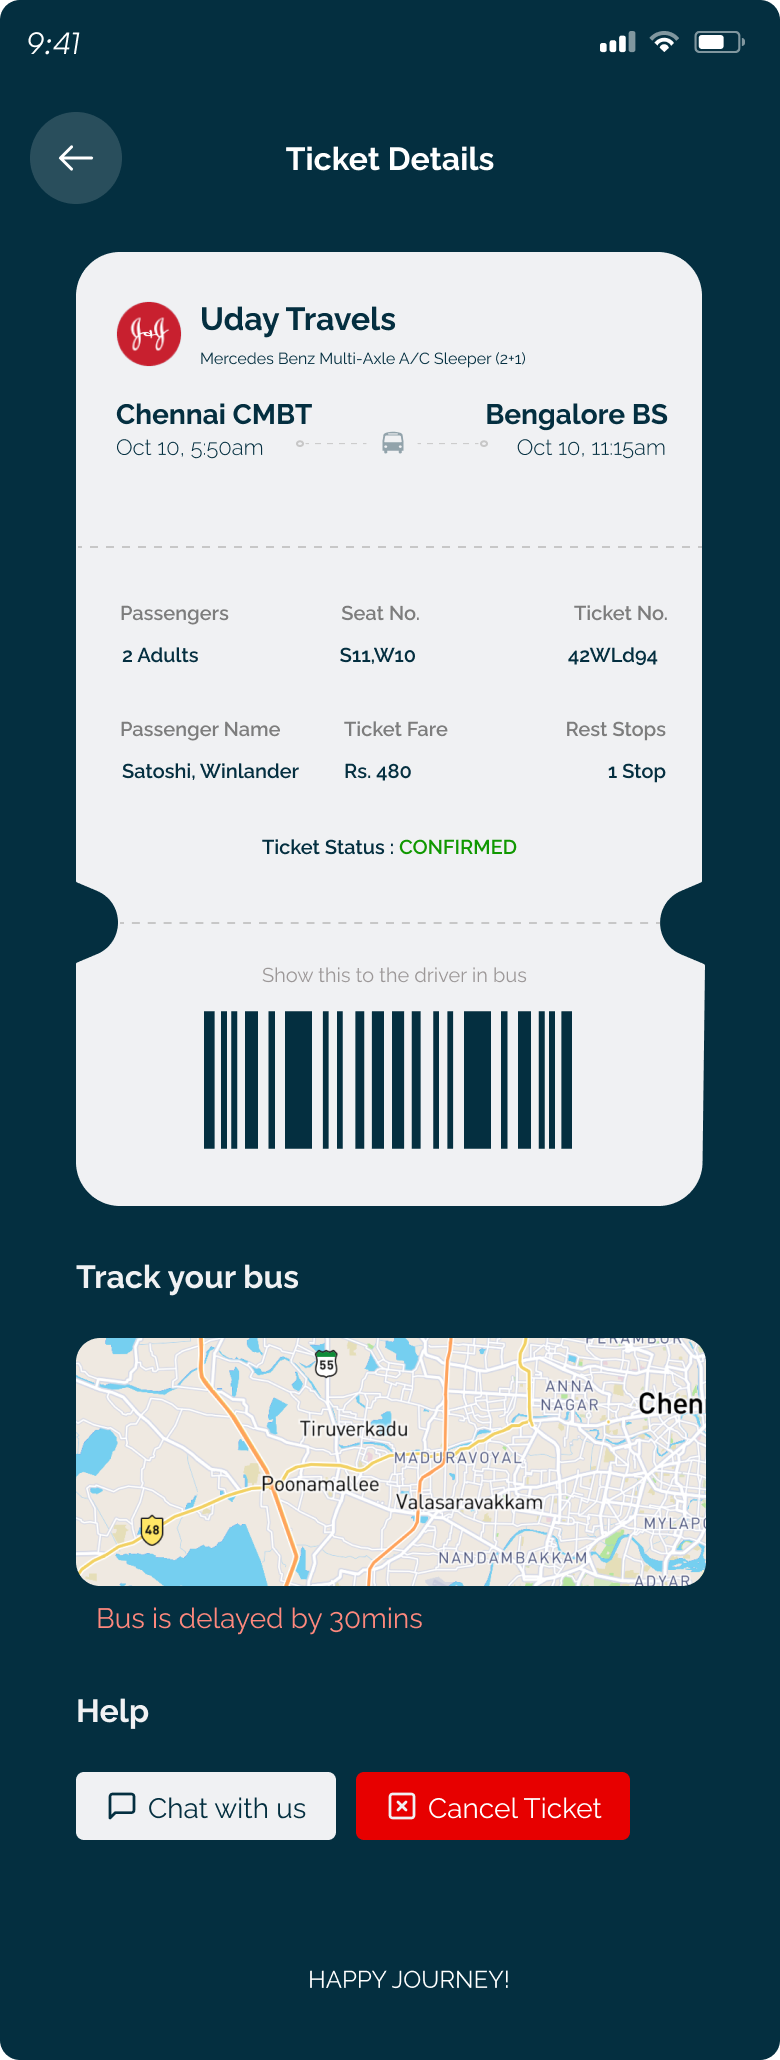 9:41
Ticket Details
J&J
Uday Travels
Mercedes Benz Multi-Axle A/C Sleeper (2+1)
Chennai CMBT Bengalore BS
Oct 10, 5:50am Oct 10, 11:15am
Passengers Seat No. Ticket No.
2 Adults S11,W10 42WLd94
Passenger Name Ticket Fare Rest Stops
Satoshi, Winlander Rs. 480 1 Stop
Ticket Status : CONFIRMED
Show this to the driver in bus
Track your bus
PERAMBUR
55
ANNA
NAGAR
Chen
Tiruverkadu
MADURAVOYAL
Poonamallee
Valasaravakkam
48
MYLAPO
NANDAMBAKKAM
ADYAR
Bus is delayed by 30mins
Help
Chat with us Cancel Ticket
HAPPY JOURNEY!